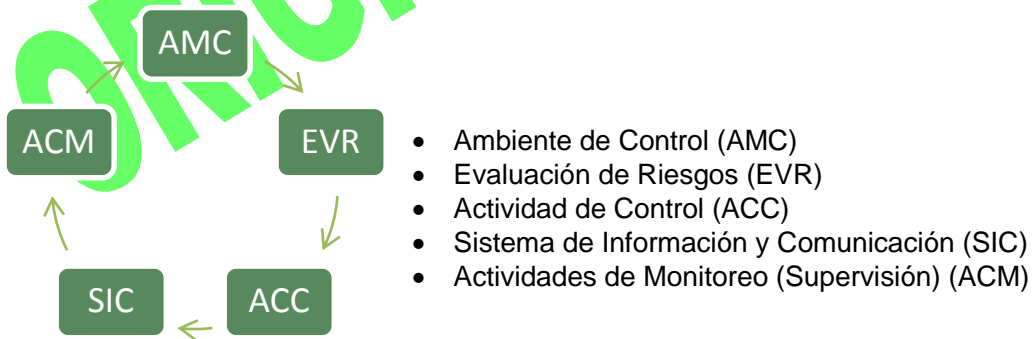 AMC
ACM
EVR
SIC
ACC
• Ambiente de Control (AMC)
• Evaluación de Riesgos (EVR)
• Actividad de Control (ACC)
• Sistema de Información y Comunicación (SIC)
• Actividades de Monitoreo (Supervisión) (ACM)